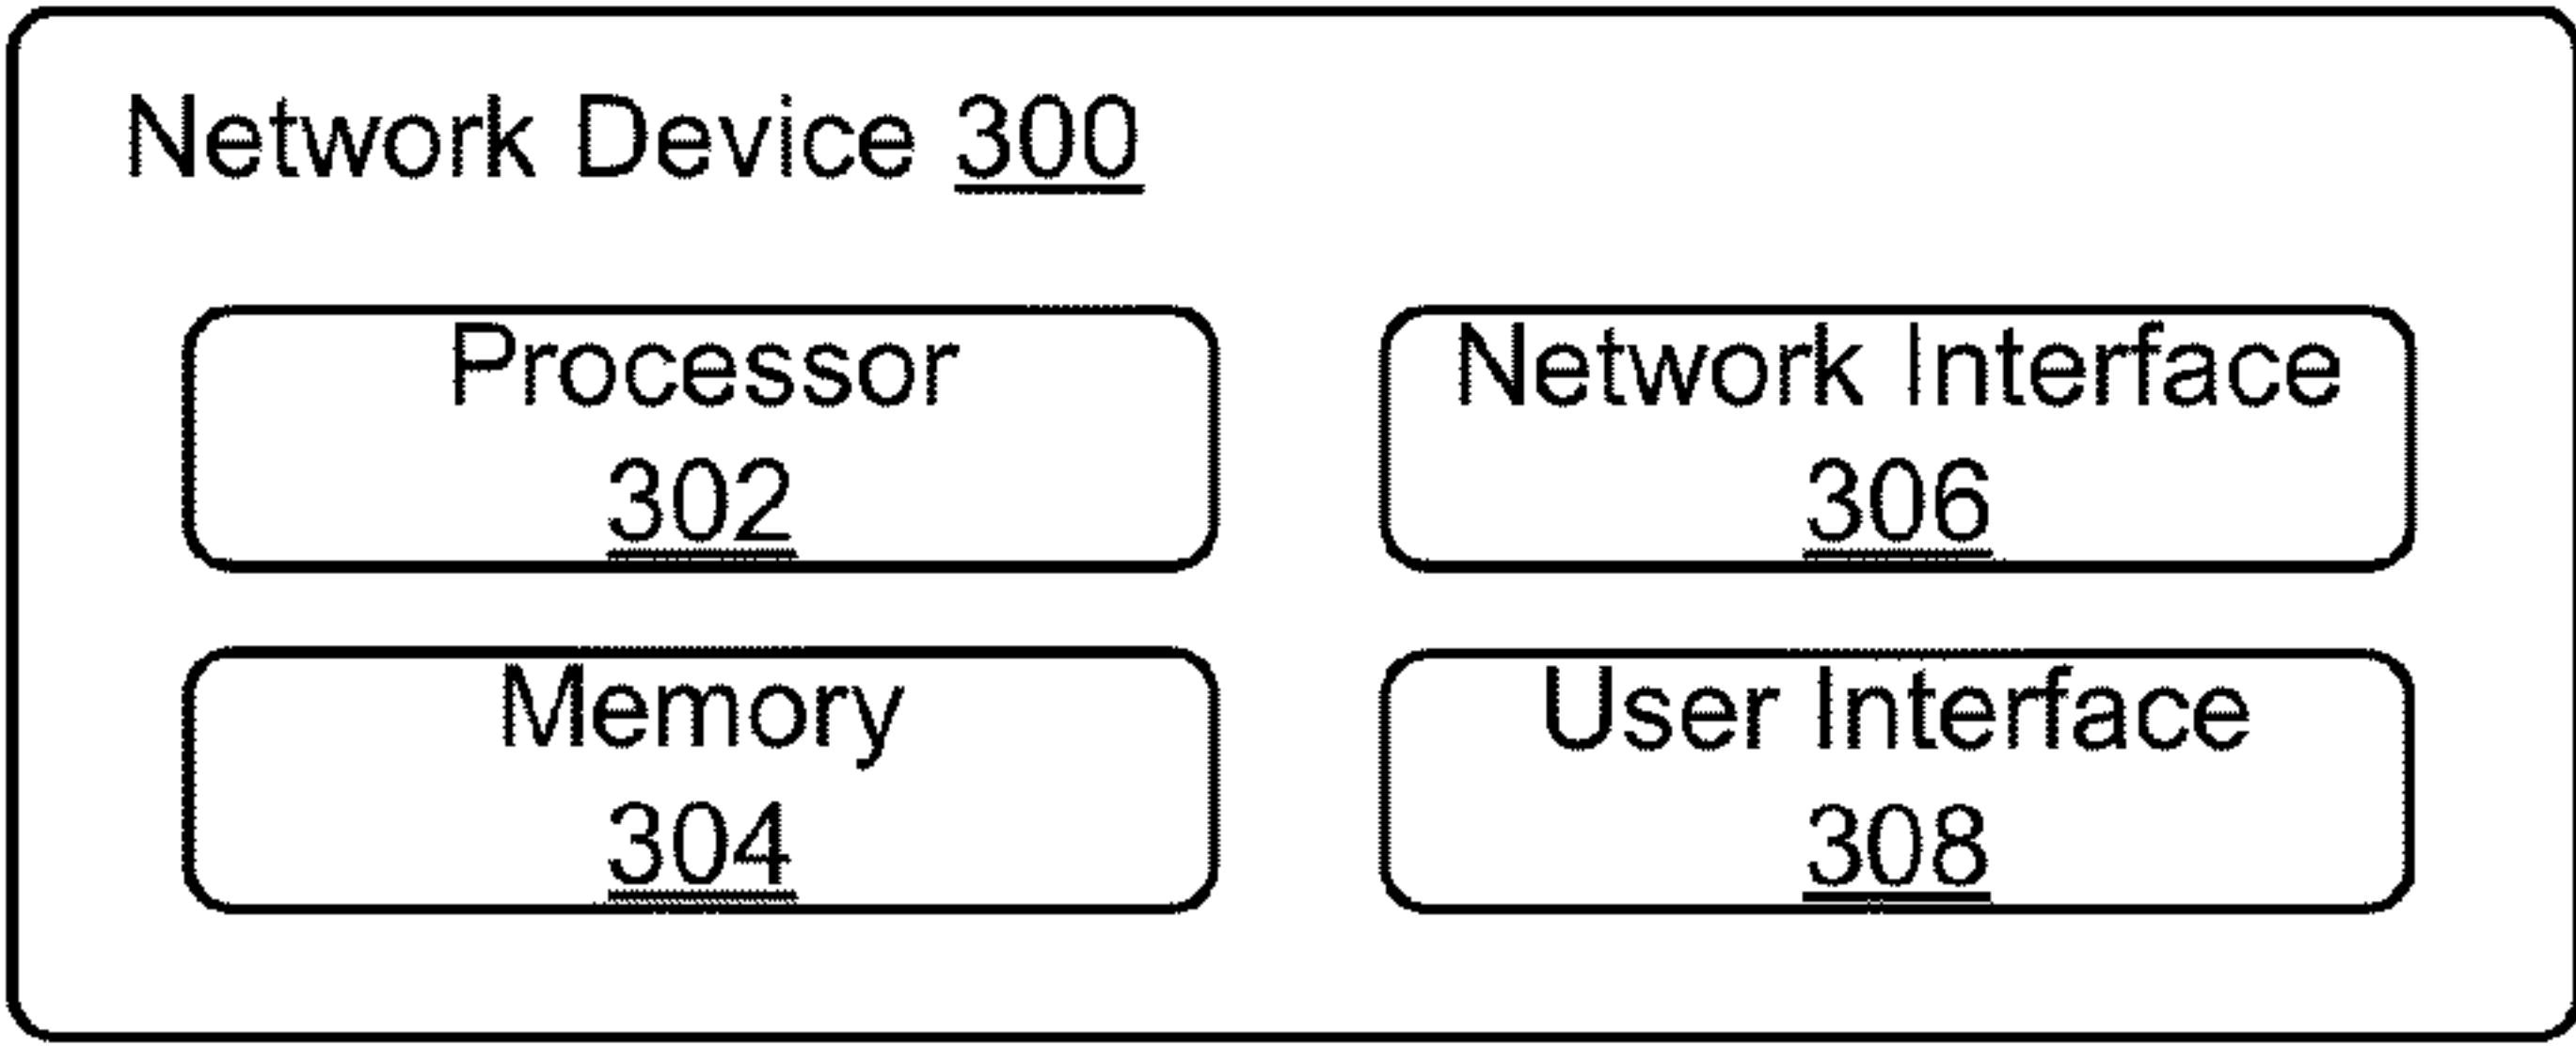 Network Device 300
Processor
302
Network Interface
306
Memory
304
User Interface
308